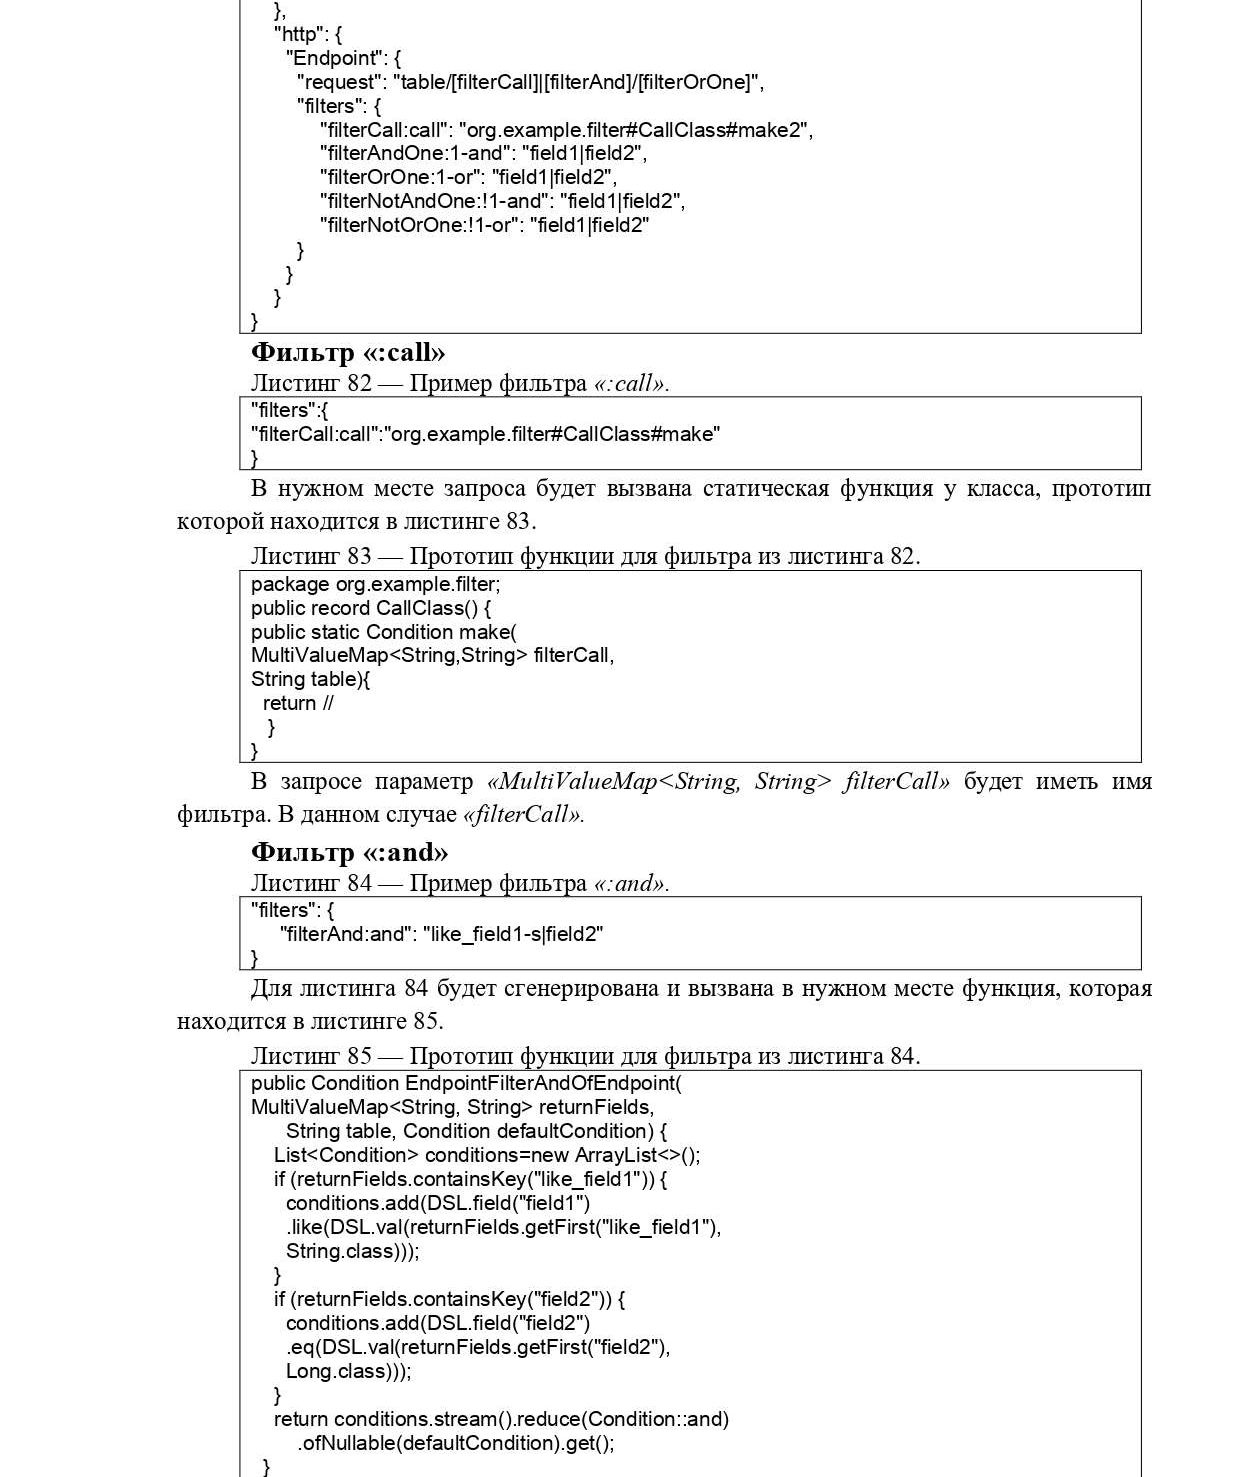 },
"http": {
"Endpoint": {
"request": "table/[filterCall]|[filterAnd]/[filterOrOne]",
"filters": {
"filterCall:call": "org.example.filter#CallClass#make2",
"filterAndOne:1-and": "field1|field2",
"filterOrOne:1-or": "field1|field2",
"filterNotAndOne:!1-and": "field1|field2",
"filterNotOrOne:!1-or": "field1|field2"
}
}
}
}
Фильтр «:call»
Листинг 82 — Пример фильтра «:call».
"filters":{
"filterCall:call":"org.example.filter#CallClass#make"
}
В нужном месте запроса будет вызвана статическая функция у класса, прототип
которой находится в листинге 83.
Листинг 83 — Прототип функции для фильтра из листинга 82.
package org.example.filter;
public record CallClass() {
public static Condition make(
MultiValueMap<String,String> filterCall,
String table){
return //
}
}
В запросе параметр «MultiValueMap<String, String> filterCall» будет иметь имя
фильтра. В данном случае «filterCall».
Фильтр «:and»
Листинг 84 — Пример фильтра «:and».
"filters": {
"filterAnd:and": "like_field1-s|field2"
}
Для листинга 84 будет сгенерирована и вызвана в нужном месте функция, которая
находится в листинге 85.
Листинг 85 — Прототип функции для фильтра из листинга 84.
public Condition EndpointFilterAndOfEndpoint(
MultiValueMap<String, String> returnFields,
String table, Condition defaultCondition) {
List<Condition> conditions=new ArrayList<>();
if (returnFields.containsKey("like_field1")) {
conditions.add(DSL.field("field1")
.like(DSL.val(returnFields.getFirst("like_field1"),
String.class)));
}
if (returnFields.containsKey("field2")) {
conditions.add(DSL.field("field2")
.eq(DSL.val(returnFields.getFirst("field2"),
Long.class)));
}
return conditions.stream().reduce(Condition::and)
.ofNullable(defaultCondition).get();
}